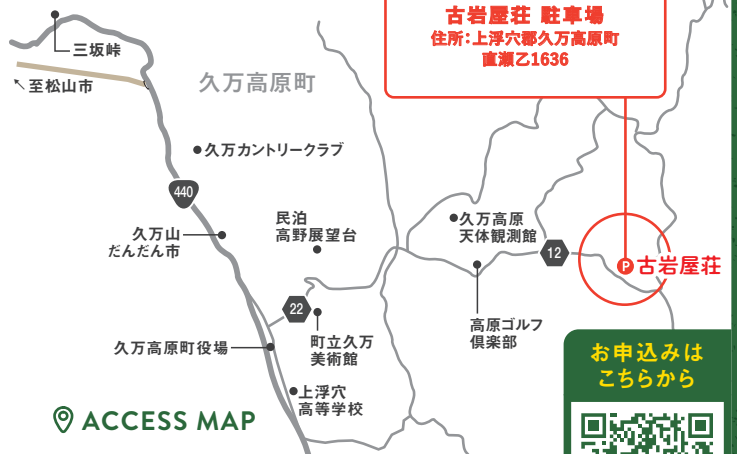 古岩屋荘 駐車場
住所：上浮穴郡久万高原町
直瀬乙1636
三坂峠
↖至松山市
久万高原町
久万カントリークラブ
440
久万山
だんだん市
民泊
高野展望台
久万高原
天体観測館
12
P 古岩屋荘
22
高原ゴルフ
倶楽部
久万高原町役場
町立久万
美術館
上浮穴
高等学校
お申込みは
こちらから
ACCESS MAP